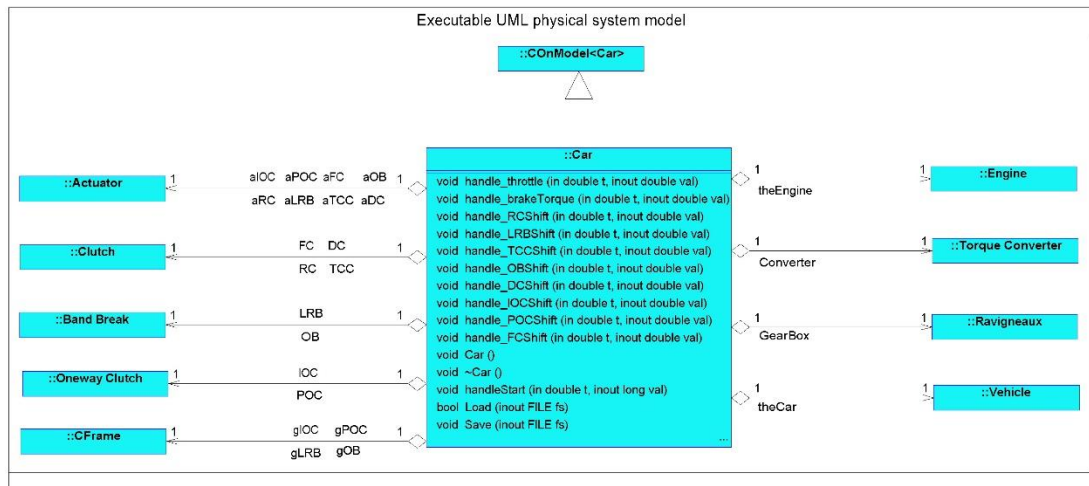 Executable UML physical system model
::COnModel<Car>
::Car
void handle_throttle (in double t, inout double val)
void handle_brakeTorque (in double t, inout double val)
void handle_RCShift (in double t, inout double val)
void handle_LRBShift (in double t, inout double val)
void handle_TCCShift (in double t, inout double val)
void handle_OBShift (in double t, inout double val)
void handle_DCShift (in double t, inout double val)
void handle_IOCShift (in double t, inout double val)
void handle_POCShift (in double t, inout double val)
void handle_FCShift (in double t, inout double val)
void Car ()
void ~Car ()
void handleStart (in double t, inout long val)
bool Load (inout FILE fs)
void Save (inout FILE fs)
...
::Actuator
1 aIOC aPOC aFC aOB 1
aRC aLRB aTCC aDC
::Clutch
1 FC DC 1
RC TCC
::Band Break
1 LRB 1
OB
::Oneway Clutch
1 IOC 1
POC
::CFrame
1 gIOC gPOC 1
gLRB gOB
1 1
theEngine
::Engine
1 1
Converter
::Torque Converter
1 1
GearBox
::Ravigneaux
1 1
theCar
::Vehicle